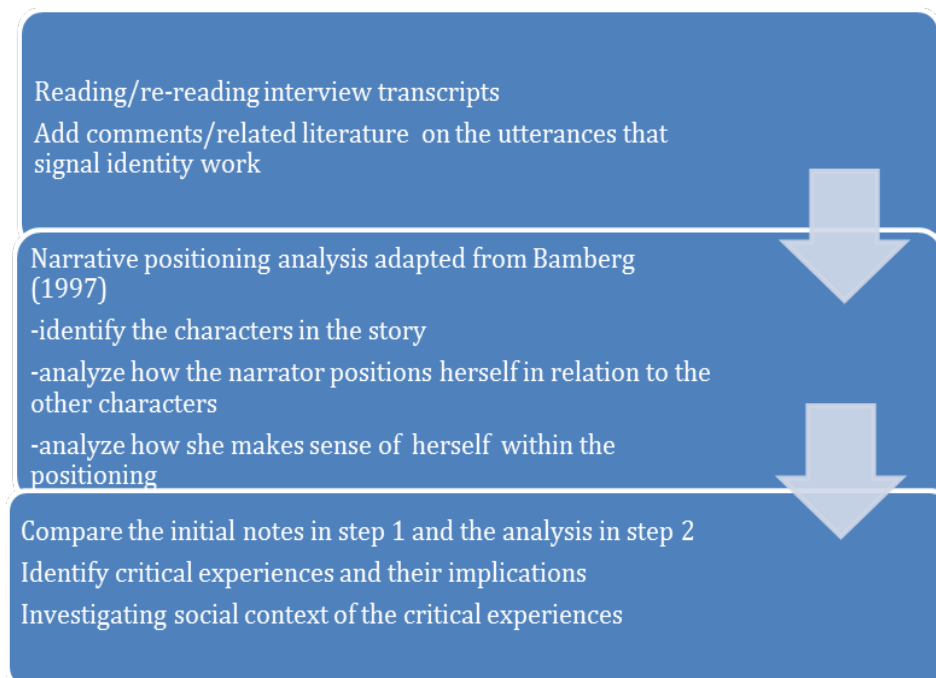 Reading/re-reading interview transcripts
Add comments/related literature on the utterances that
signal identity work
Narrative positioning analysis adapted from Bamberg
(1997)
-identify the characters in the story
-analyze how the narrator positions herself in relation to the
other characters
-analyze how she makes sense of herself within the
positioning
Compare the initial notes in step 1 and the analysis in step 2
Identify critical experiences and their implications
Investigating social context of the critical experiences